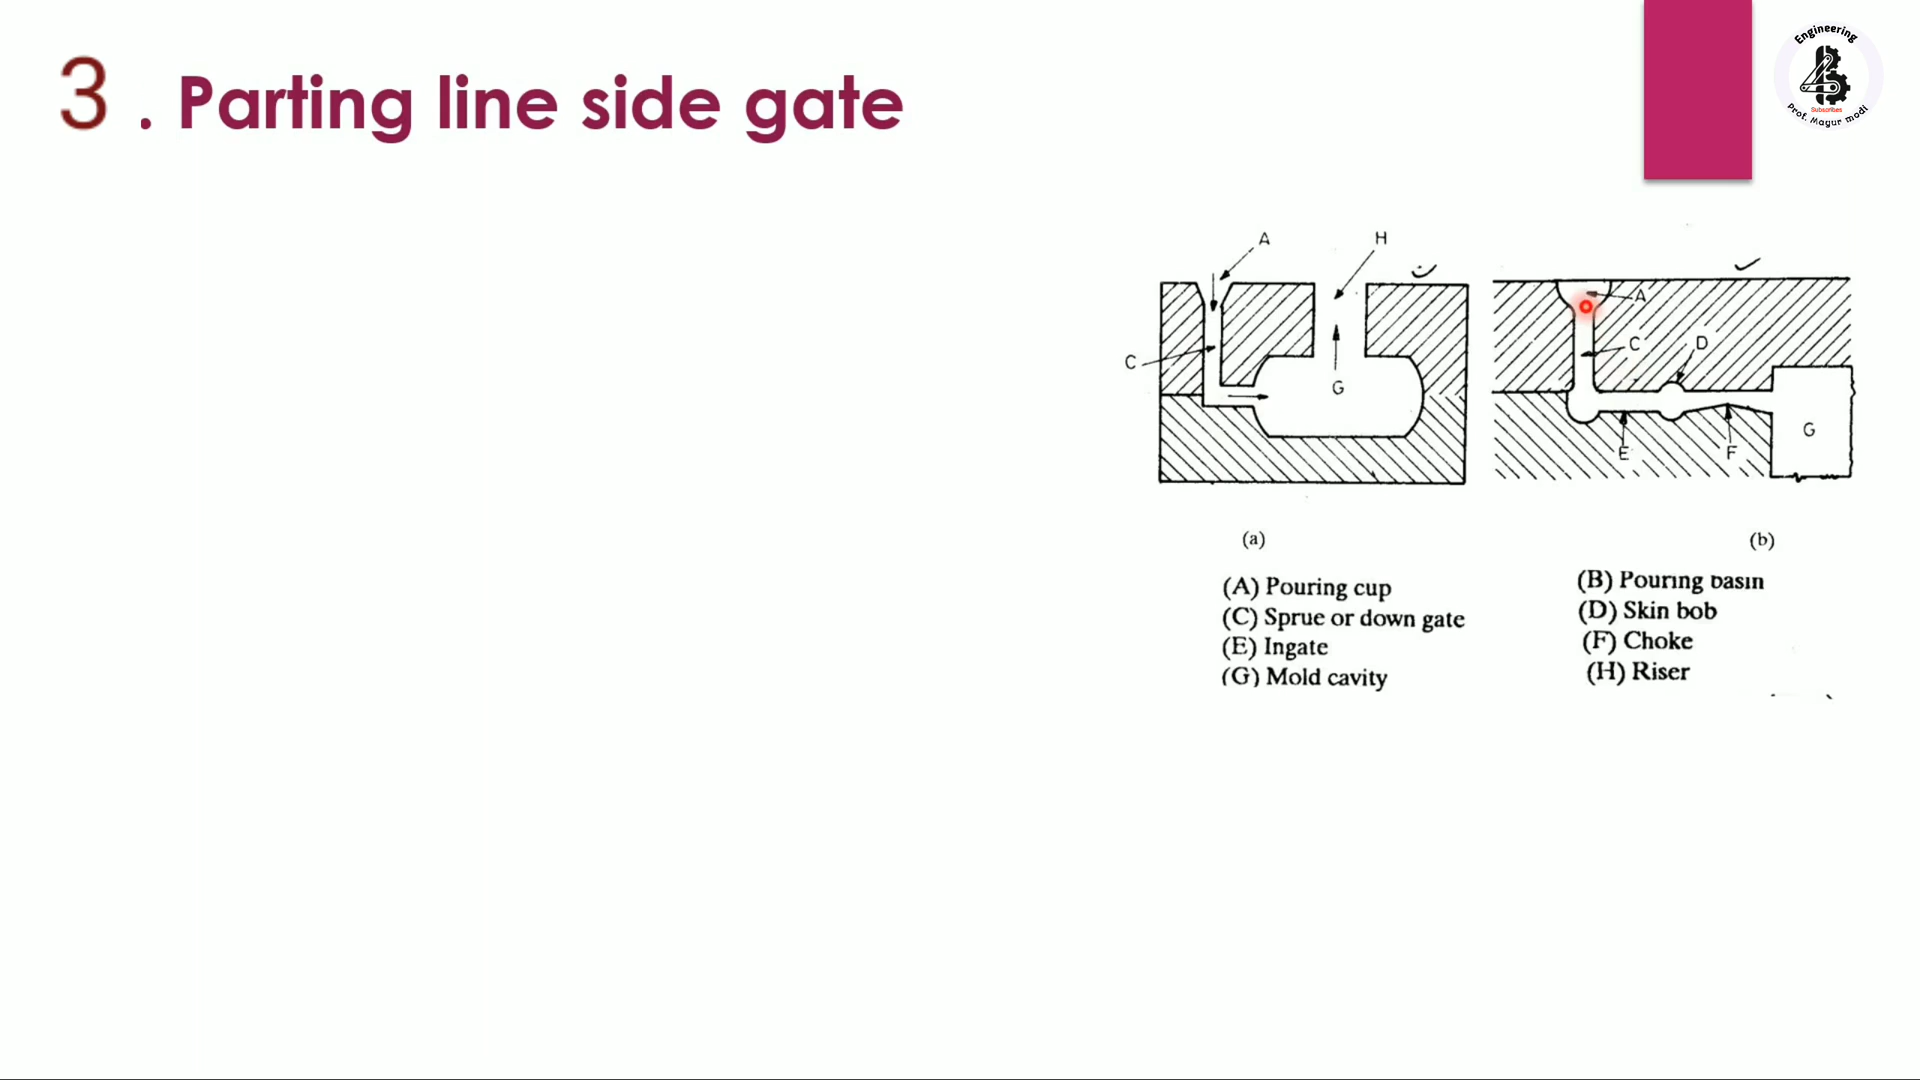 3 . Parting line side gate
Engineering
Subscribes
Prof. Mayur modi
A
H
C
G
A
C
D
E
F
G
(a)
(b)
(A) Pouring cup
(B) Pouring basin
(C) Sprue or down gate
(D) Skin bob
(E) Ingate
(F) Choke
(G) Mold cavity
(H) Riser